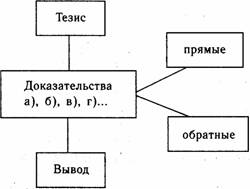 Тезис
прямые
Доказательства
а), б), в), г)...
обратные
Вывод